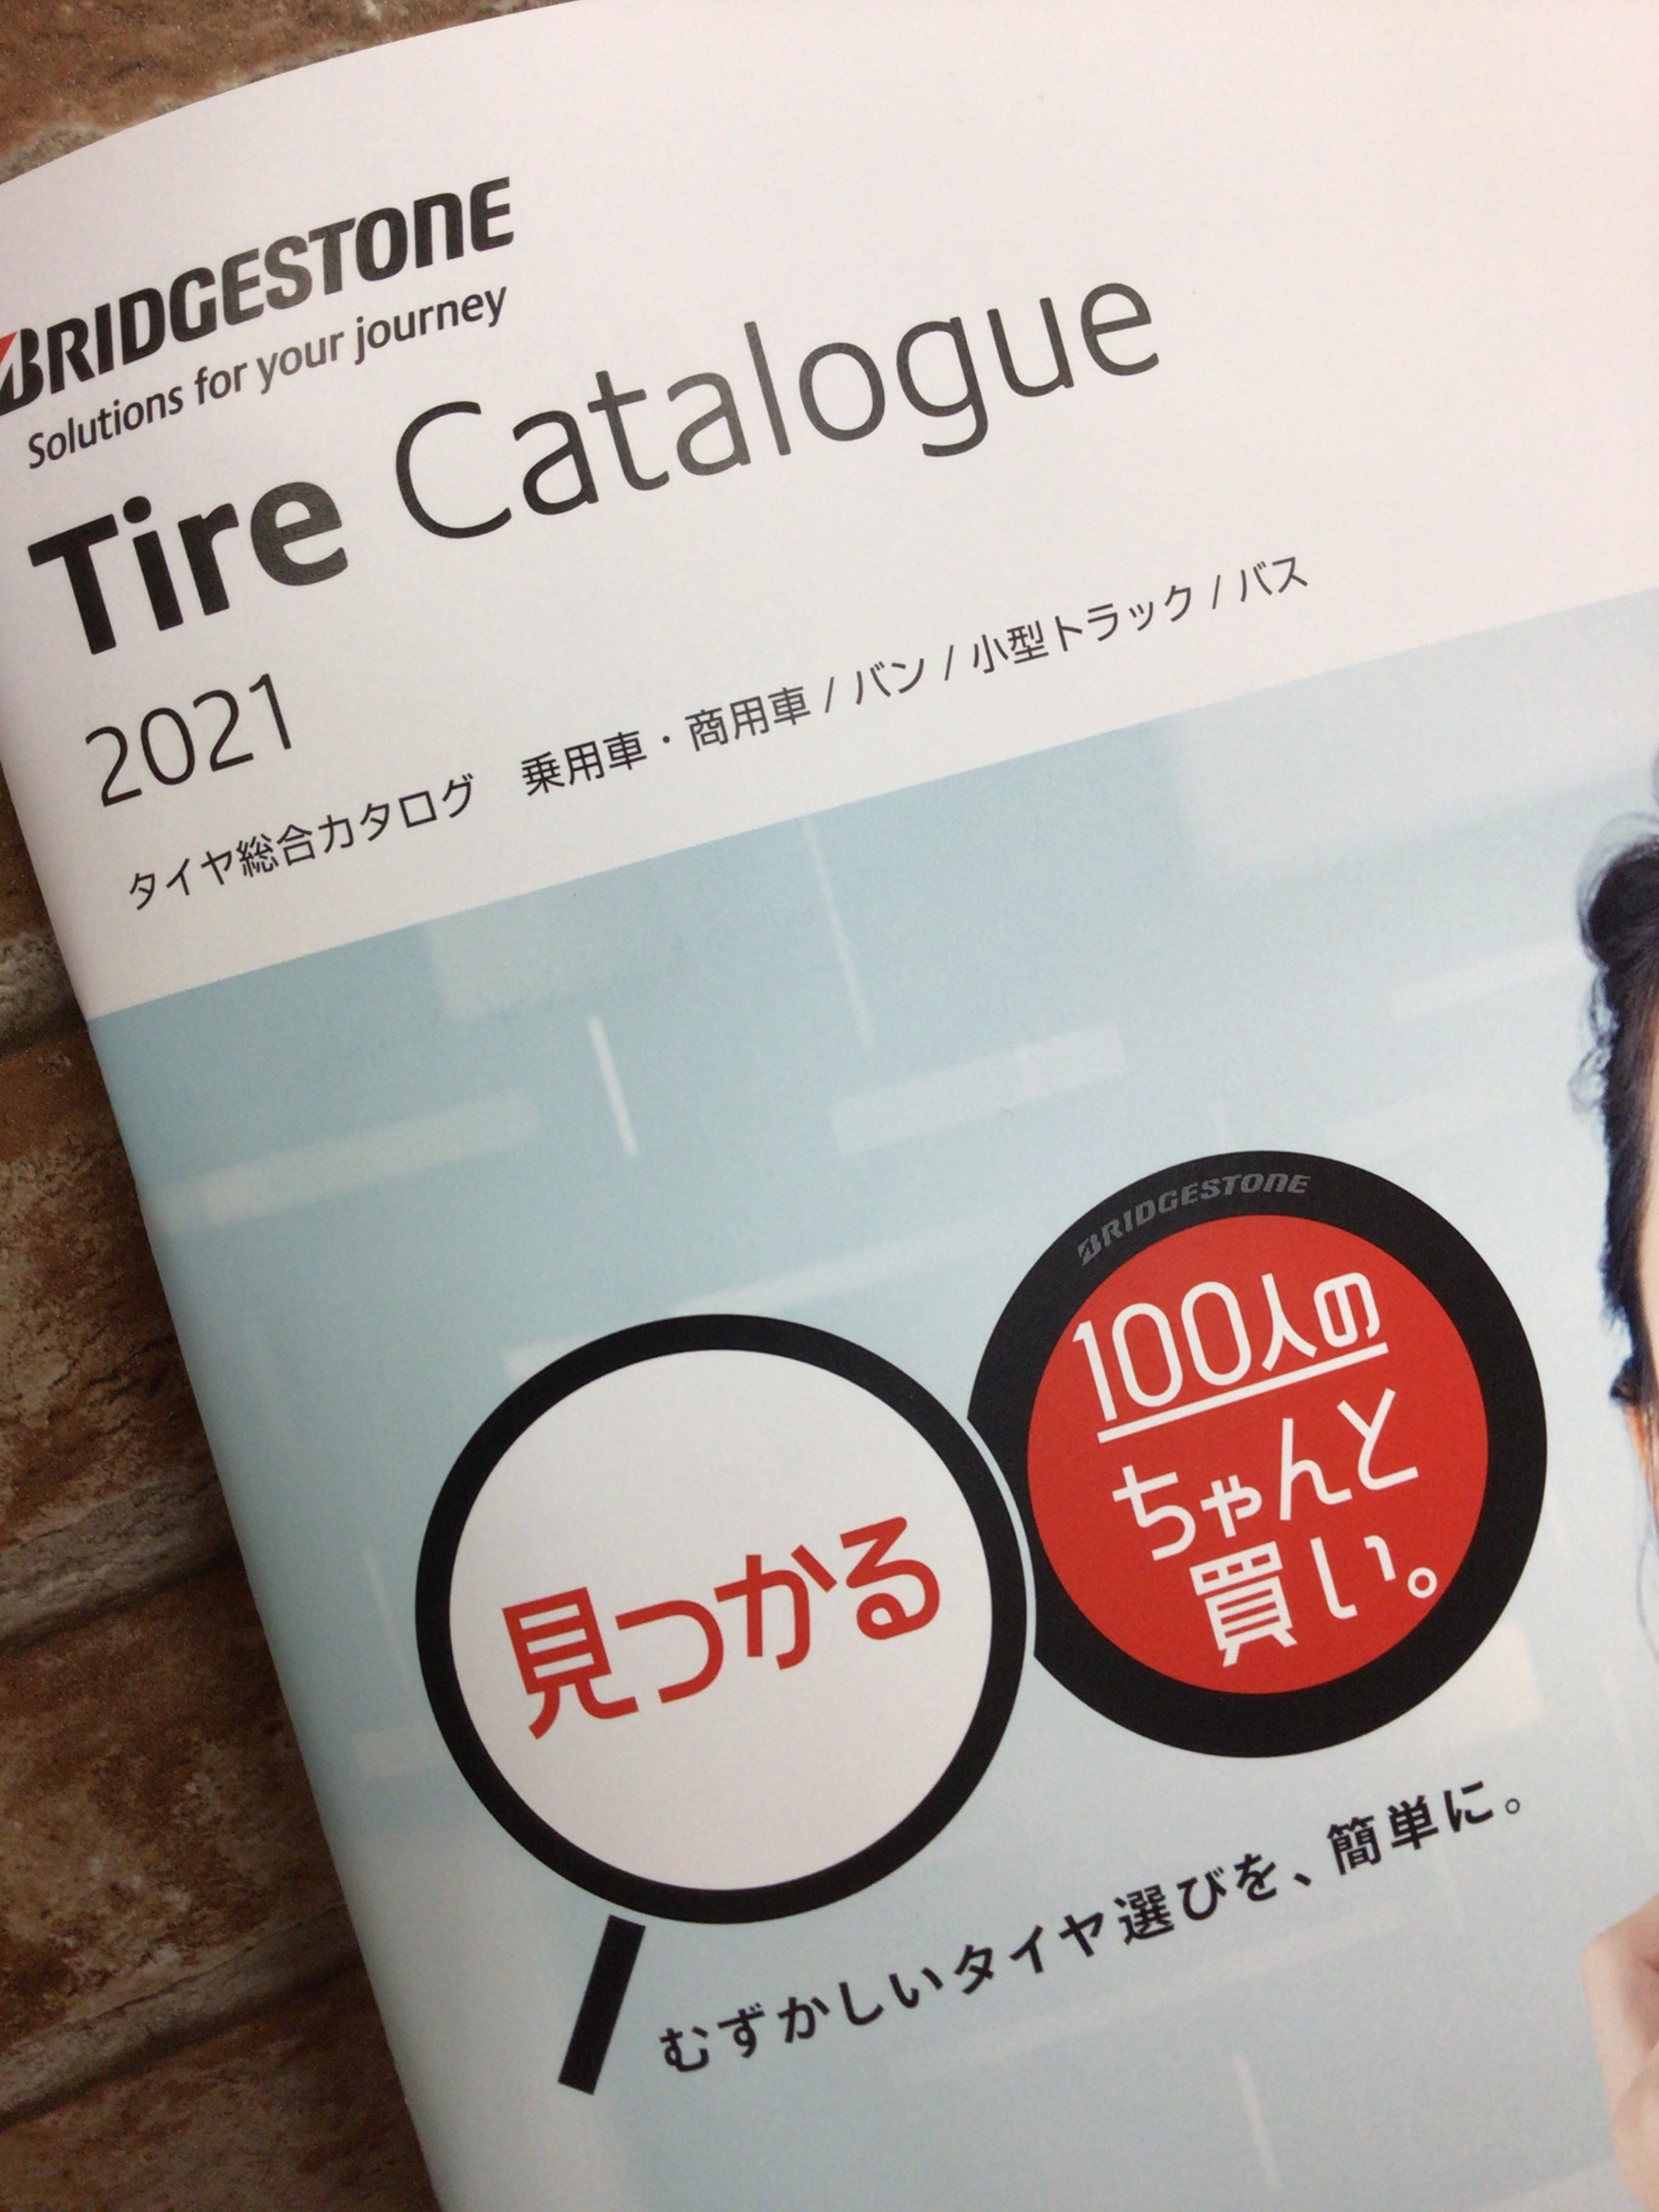 BRIDGESTONE
Solutions for your journey
Tire Catalogue
2021
タイヤ総合カタログ 乗用車・商用車 / バン / 小型トラック / バス
BRIDGESTONE
100人の
ちゃんと
買い。
見つかる
むずかしいタイヤ選びを、簡単に。